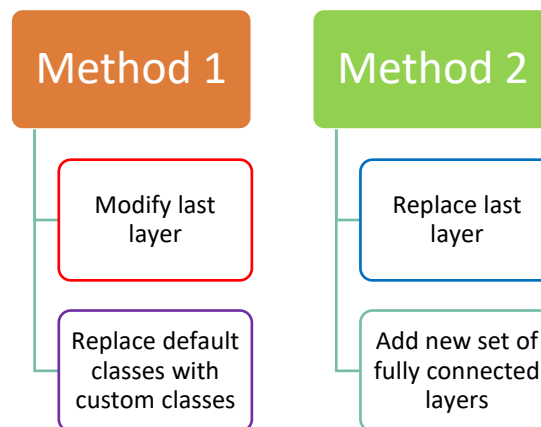 Method 1
Modify last
layer
Replace default
classes with
custom classes
Method 2
Replace last
layer
Add new set of
fully connected
layers